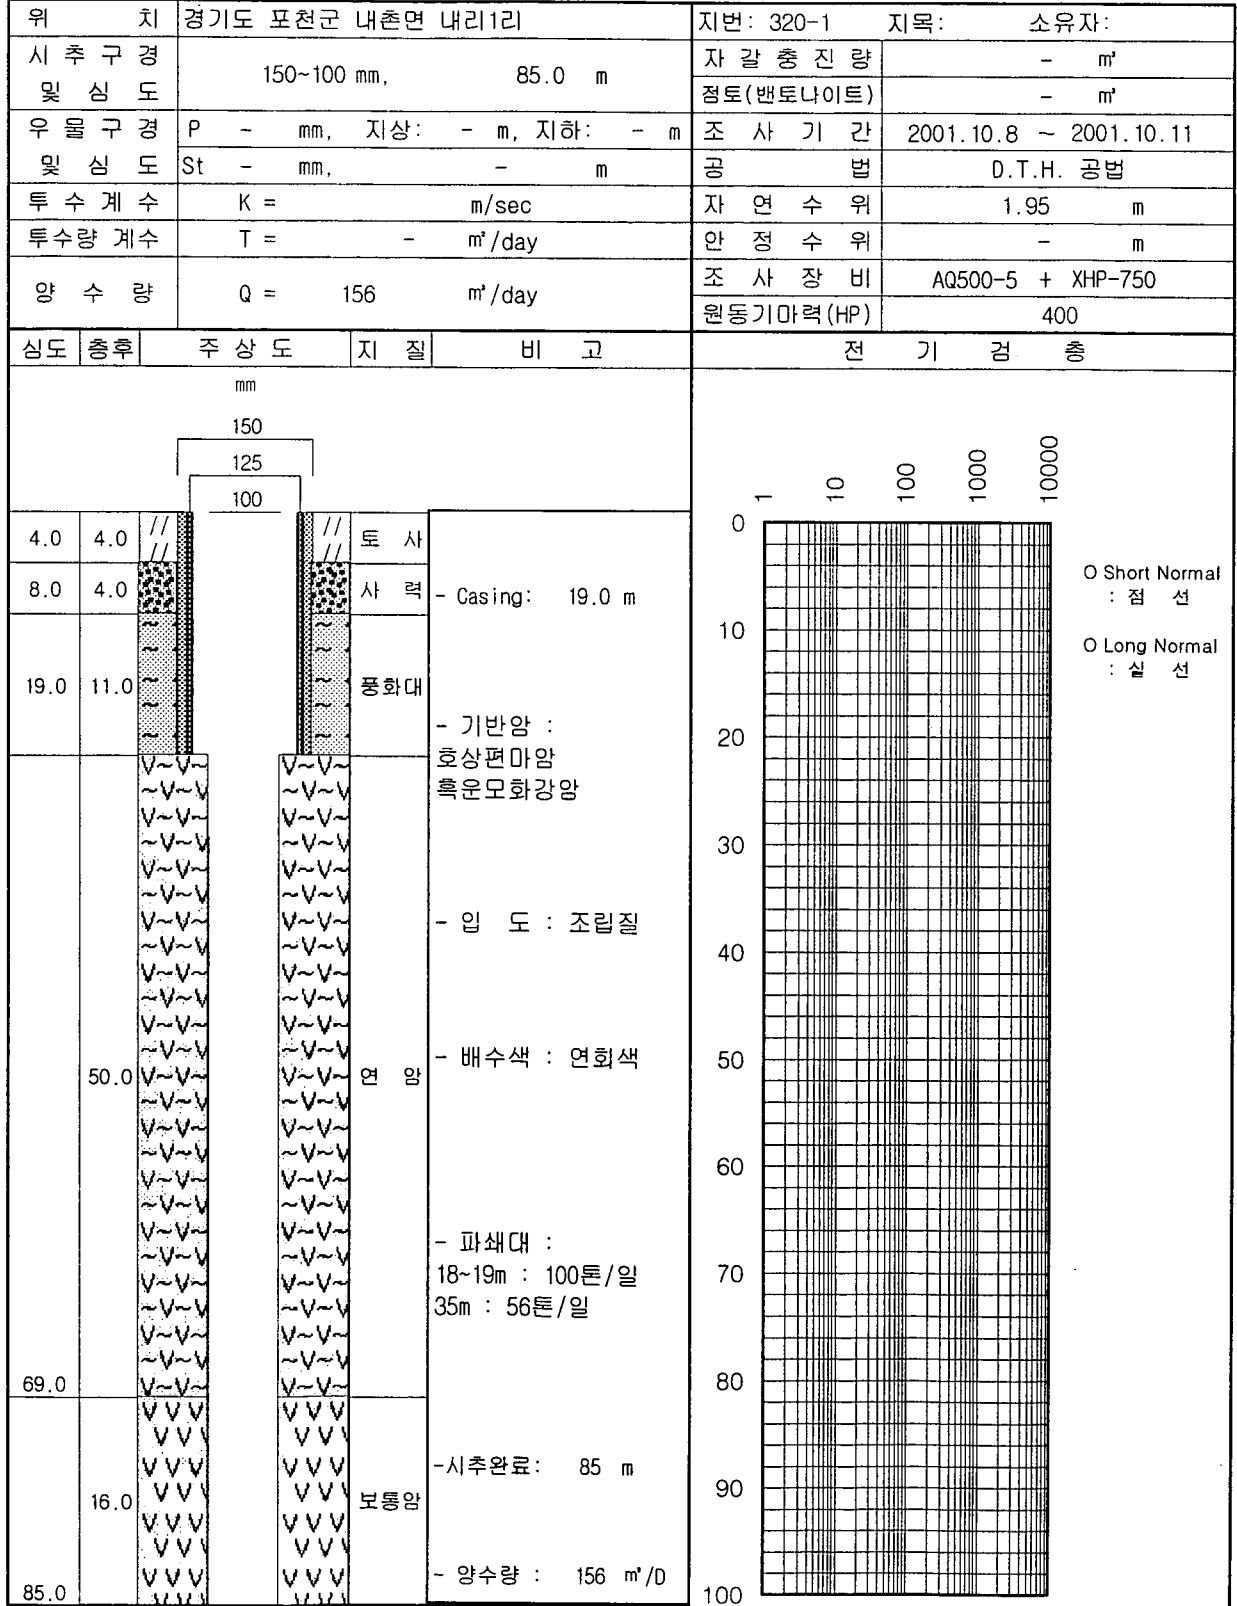 위 치 경기도 포천군 내촌면 내리1리 지번: 320-1 지목: 소유자:
시 추 구 경 및 심 도 150~100 mm, 85.0 m
자 갈 충 진 량 - ㎥
점토(밴토나이트) - ㎥
우 물 구 경 및 심 도 P - mm, 지상: - m, 지하: - m
St - mm, - m
조 사 기 간 2001.10.8 ~ 2001.10.11
공 법 D.T.H. 공법
투 수 계 수 K = m/sec
자 연 수 위 1.95 m
투수량 계수 T = - ㎡/day
안 정 수 위 - m
양 수 량 Q = 156 ㎥/day
조 사 장 비 AQ500-5 + XHP-750
원동기마력(HP) 400
심도 층후 주 상 도 지 질 비 고 전 기 검 층
mm
150
125
100
4.0 4.0 토 사
8.0 4.0 사 력
- Casing: 19.0 m
19.0 11.0 풍화대
- 기반암 :
호상편마암
흑운모화강암
- 입 도 : 조립질
- 배수색 : 연회색
50.0 연 암
- 파쇄대 :
18~19m : 100톤/일
35m : 56톤/일
69.0
-시추완료: 85 m
16.0 보통암
- 양수량 : 156 ㎥/D
85.0
1 10 100 1000 10000
0
10
20
30
40
50
60
70
80
90
100
O Short Normal
: 점 선
O Long Normal
: 실 선